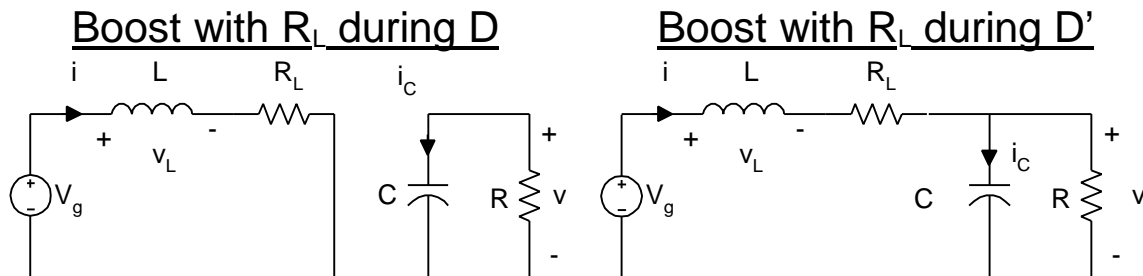 Boost with R_L during D
i L R_L i_C
+ -
v_L
+
-
V_g
C
R
+
v
-
Boost with R_L during D’
i L R_L
+ -
v_L
+
-
V_g
i_C
C
R
+
v
-